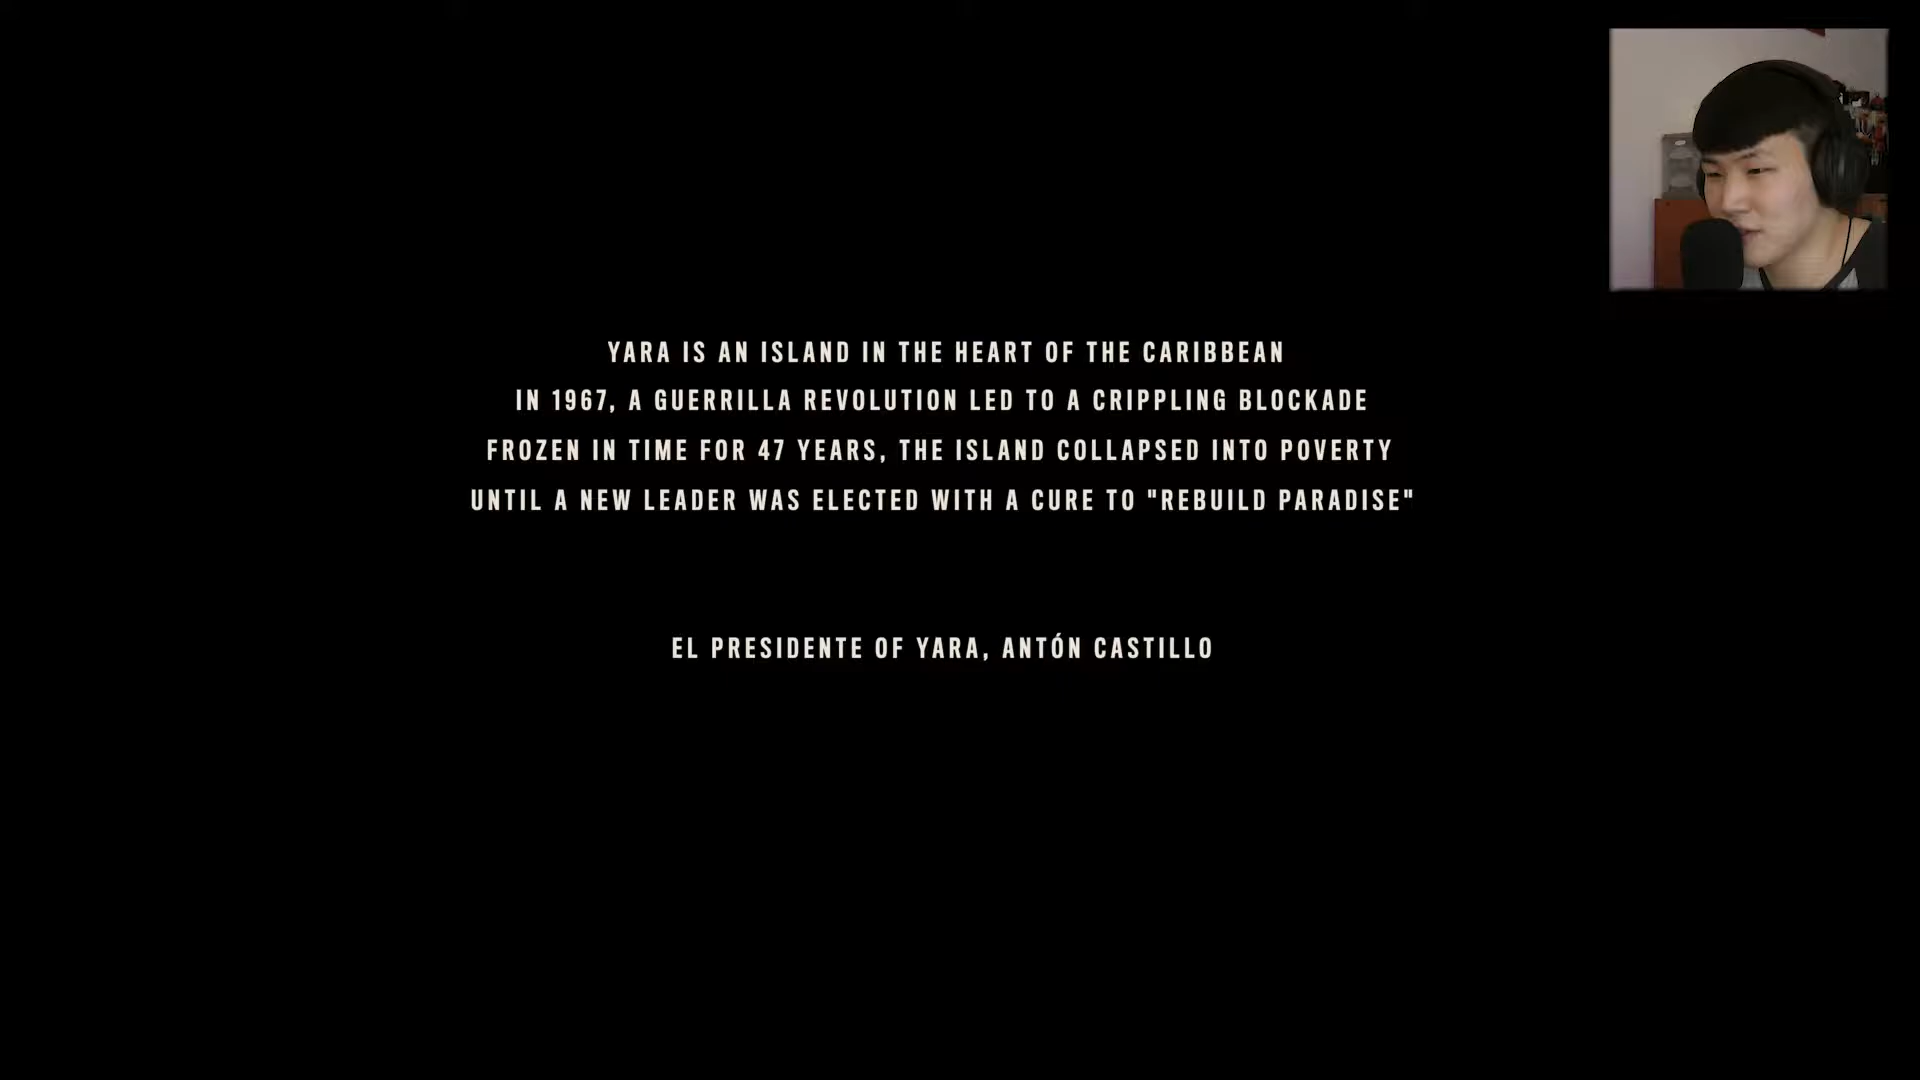 YARA IS AN ISLAND IN THE HEART OF THE CARIBBEAN
IN 1967, A GUERRILLA REVOLUTION LED TO A CRIPPLING BLOCKADE
FROZEN IN TIME FOR 47 YEARS, THE ISLAND COLLAPSED INTO POVERTY
UNTIL A NEW LEADER WAS ELECTED WITH A CURE TO "REBUILD PARADISE"
EL PRESIDENTE OF YARA, ANTÓN CASTILLO